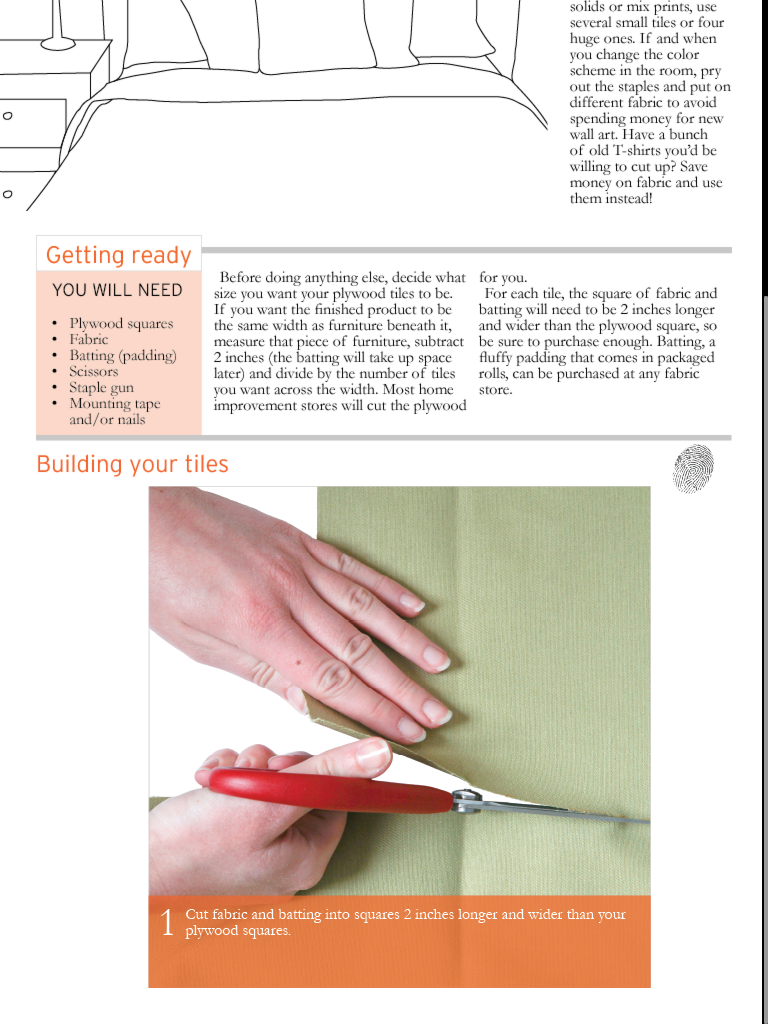 solids or mix prints, use
several small tiles or four
huge ones. If and when
you change the color
scheme in the room, pry
out the staples and put on
different fabric to avoid
spending money for new
wall art. Have a bunch
of old T-shirts you’d be
willing to cut up? Save
money on fabric and use
them instead!
Getting ready
YOU WILL NEED
• Plywood squares
• Fabric
• Batting (padding)
• Scissors
• Staple gun
• Mounting tape
and/or nails
Before doing anything else, decide what
size you want your plywood tiles to be.
If you want the finished product to be
the same width as furniture beneath it,
measure that piece of furniture, subtract
2 inches (the batting will take up space
later) and divide by the number of tiles
you want across the width. Most home
improvement stores will cut the plywood
for you.
For each tile, the square of fabric and
batting will need to be 2 inches longer
and wider than the plywood square, so
be sure to purchase enough. Batting, a
fluffy padding that comes in packaged
rolls, can be purchased at any fabric
store.
Building your tiles
1 Cut fabric and batting into squares 2 inches longer and wider than your
plywood squares.